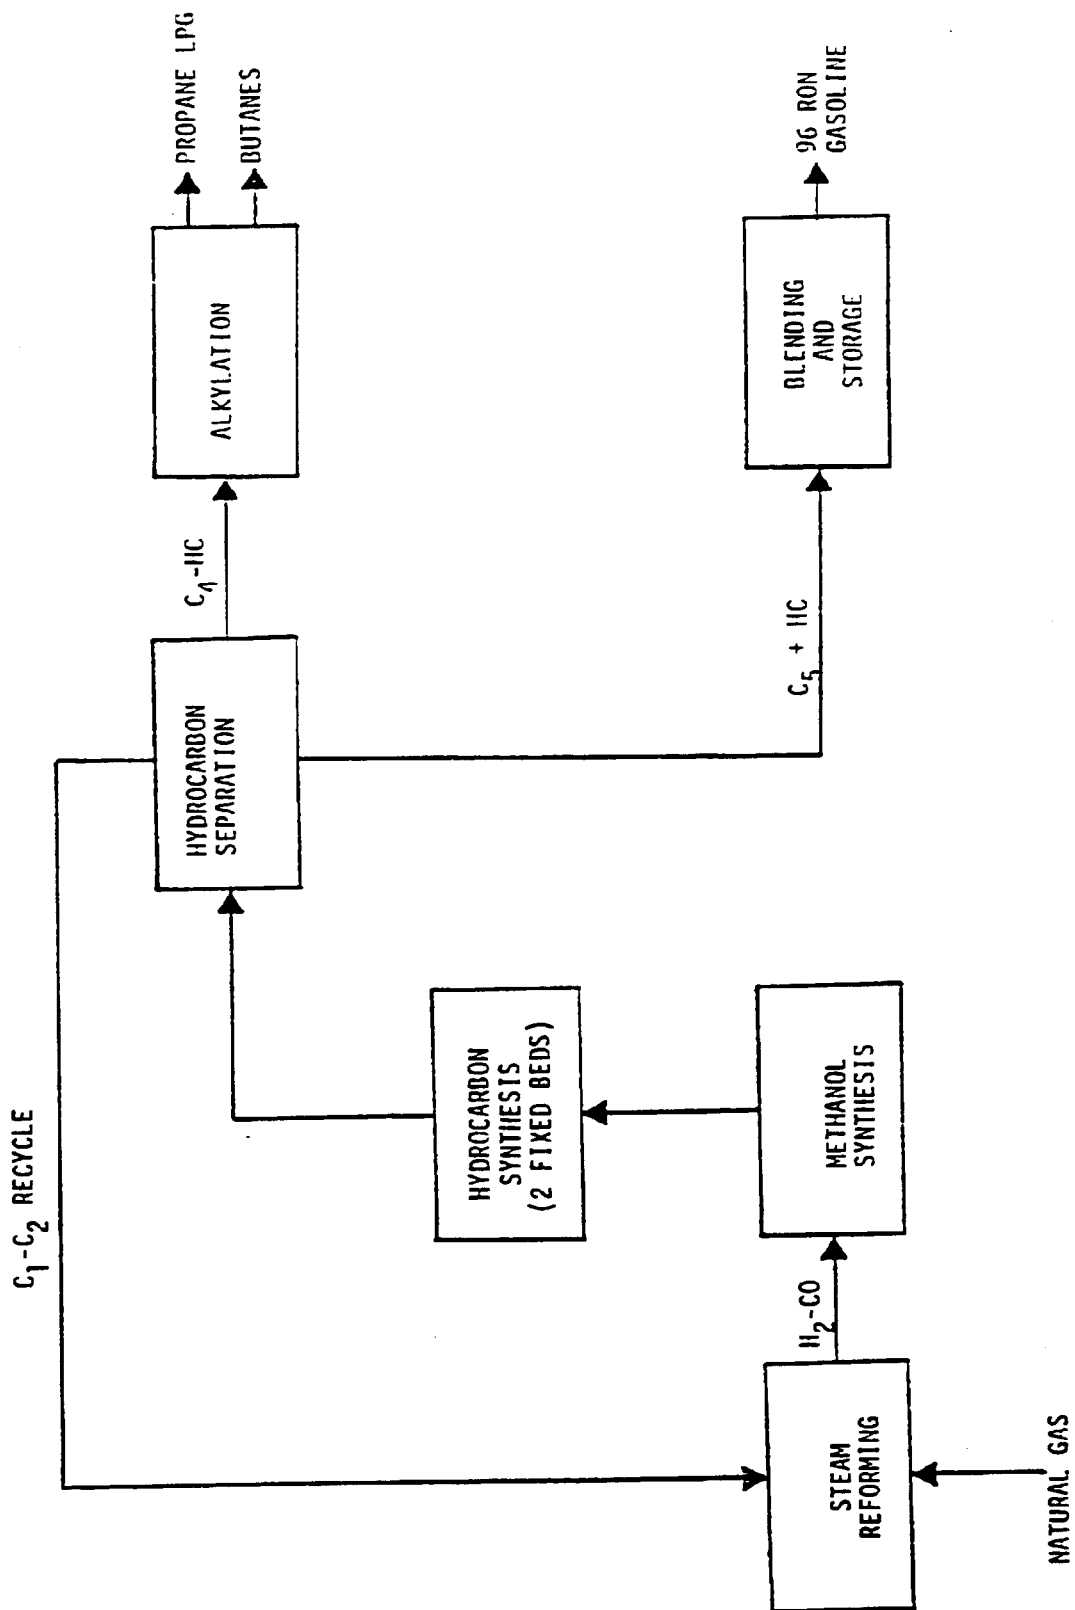 C1-C2 RECYCLE
HYDROCARBON
SEPARATION
C4-HC
ALKYLATION
PROPANE LPG
BUTANES
HYDROCARBON
SYNTHESIS
(2 FIXED BEDS)
C5 + HC
BLENDING
AND
STORAGE
96 RON
GASOLINE
NATURAL GAS
STEAM
REFORMING
H2-CO
METHANOL
SYNTHESIS